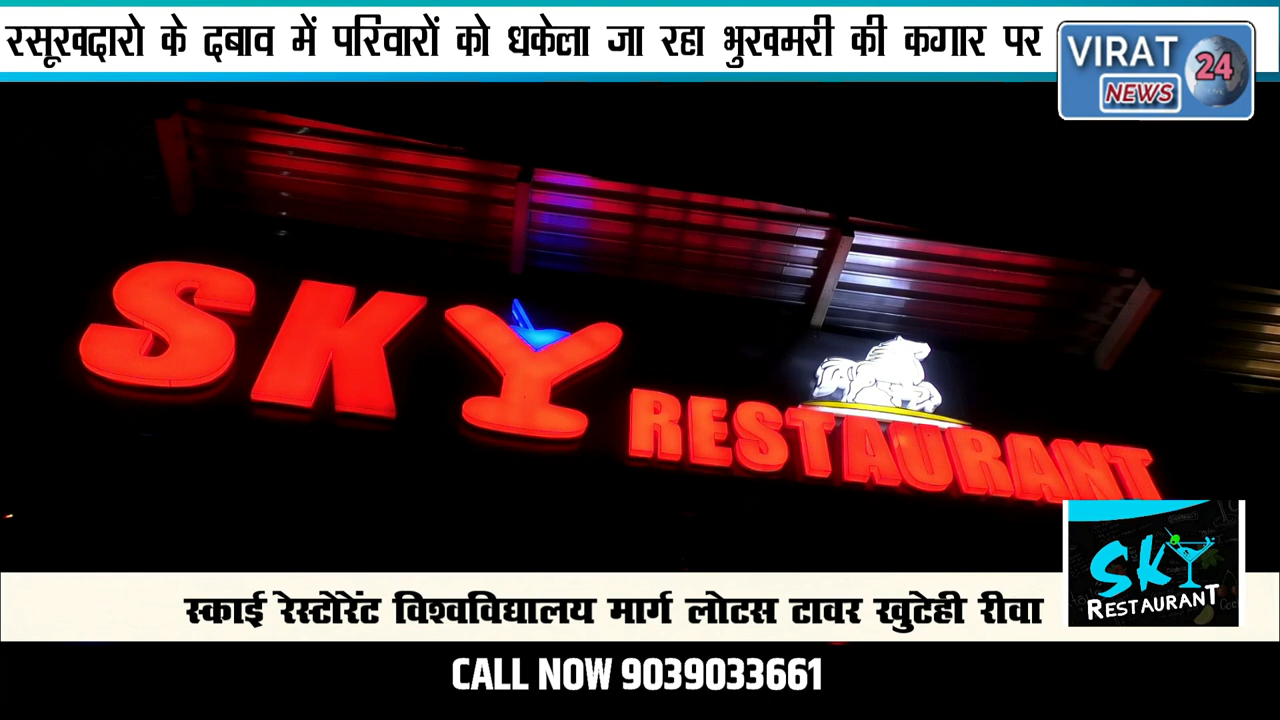 रसूखदारो के दबाव में परिवारों को धकेला जा रहा भुखमरी की कगार पर
VIRAT
24
NEWS
SKY RESTAURANT
SKY
RESTAURANT
स्काई रेस्टोरेंट विश्वविद्यालय मार्ग लोटस टावर खुटेही रीवा
CALL NOW 9039033661